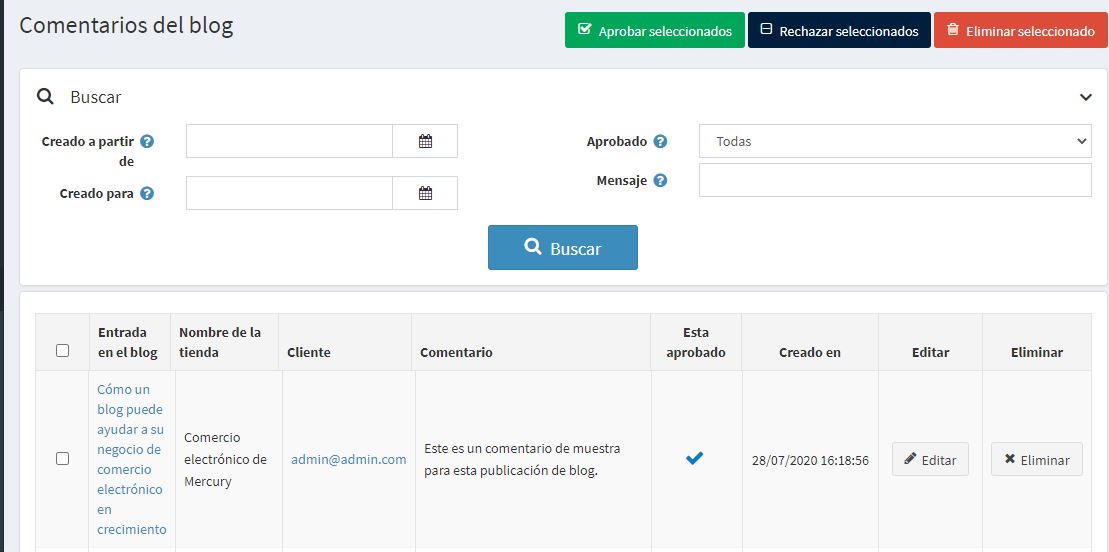 Comentarios del blog
Aprobar seleccionados
Rechazar seleccionados
Eliminar seleccionado
Buscar
Creado a partir
de
Aprobado
Todas
Creado para
Mensaje
Buscar
Entrada
en el blog
Nombre de la
tienda
Cliente
Comentario
Esta
aprobado
Creado en
Editar
Eliminar
Cómo un
blog puede
ayudar a su
negocio de
comercio
electrónico
en
crecimiento
Comercio
electrónico de
Mercury
admin@admin.com
Este es un comentario de muestra
para esta publicación de blog.
28/07/2020 16:18:56
Editar
Eliminar